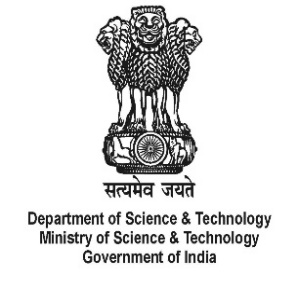 सत्यमेव जयते
Department of Science & Technology
Ministry of Science & Technology
Government of India